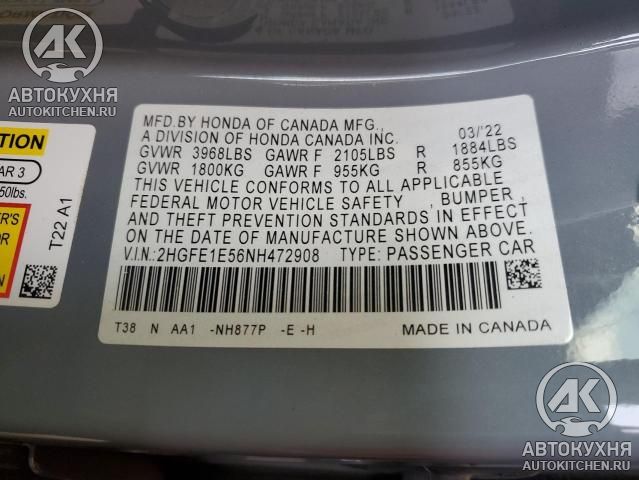 АВТОКУХНЯ
AUTOKITCHEN.RU
AR 3
T22 A1
MFD.BY HONDA OF CANADA MFG.,
A DIVISION OF HONDA CANADA INC. 03/'22
GVWR 3968LBS GAWR F 2105LBS R 1884LBS
GVWR 1800KG GAWR F 955KG R 855KG
THIS VEHICLE CONFORMS TO ALL APPLICABLE
FEDERAL MOTOR VEHICLE SAFETY , BUMPER ,
AND THEFT PREVENTION STANDARDS IN EFFECT
ON THE DATE OF MANUFACTURE SHOWN ABOVE.
V.I.N.:2HGFE1E56NH472908 TYPE: PASSENGER CAR
T38 N AA1 -NH877P -E -H MADE IN CANADA
АВТОКУХНЯ
AUTOKITCHEN.RU